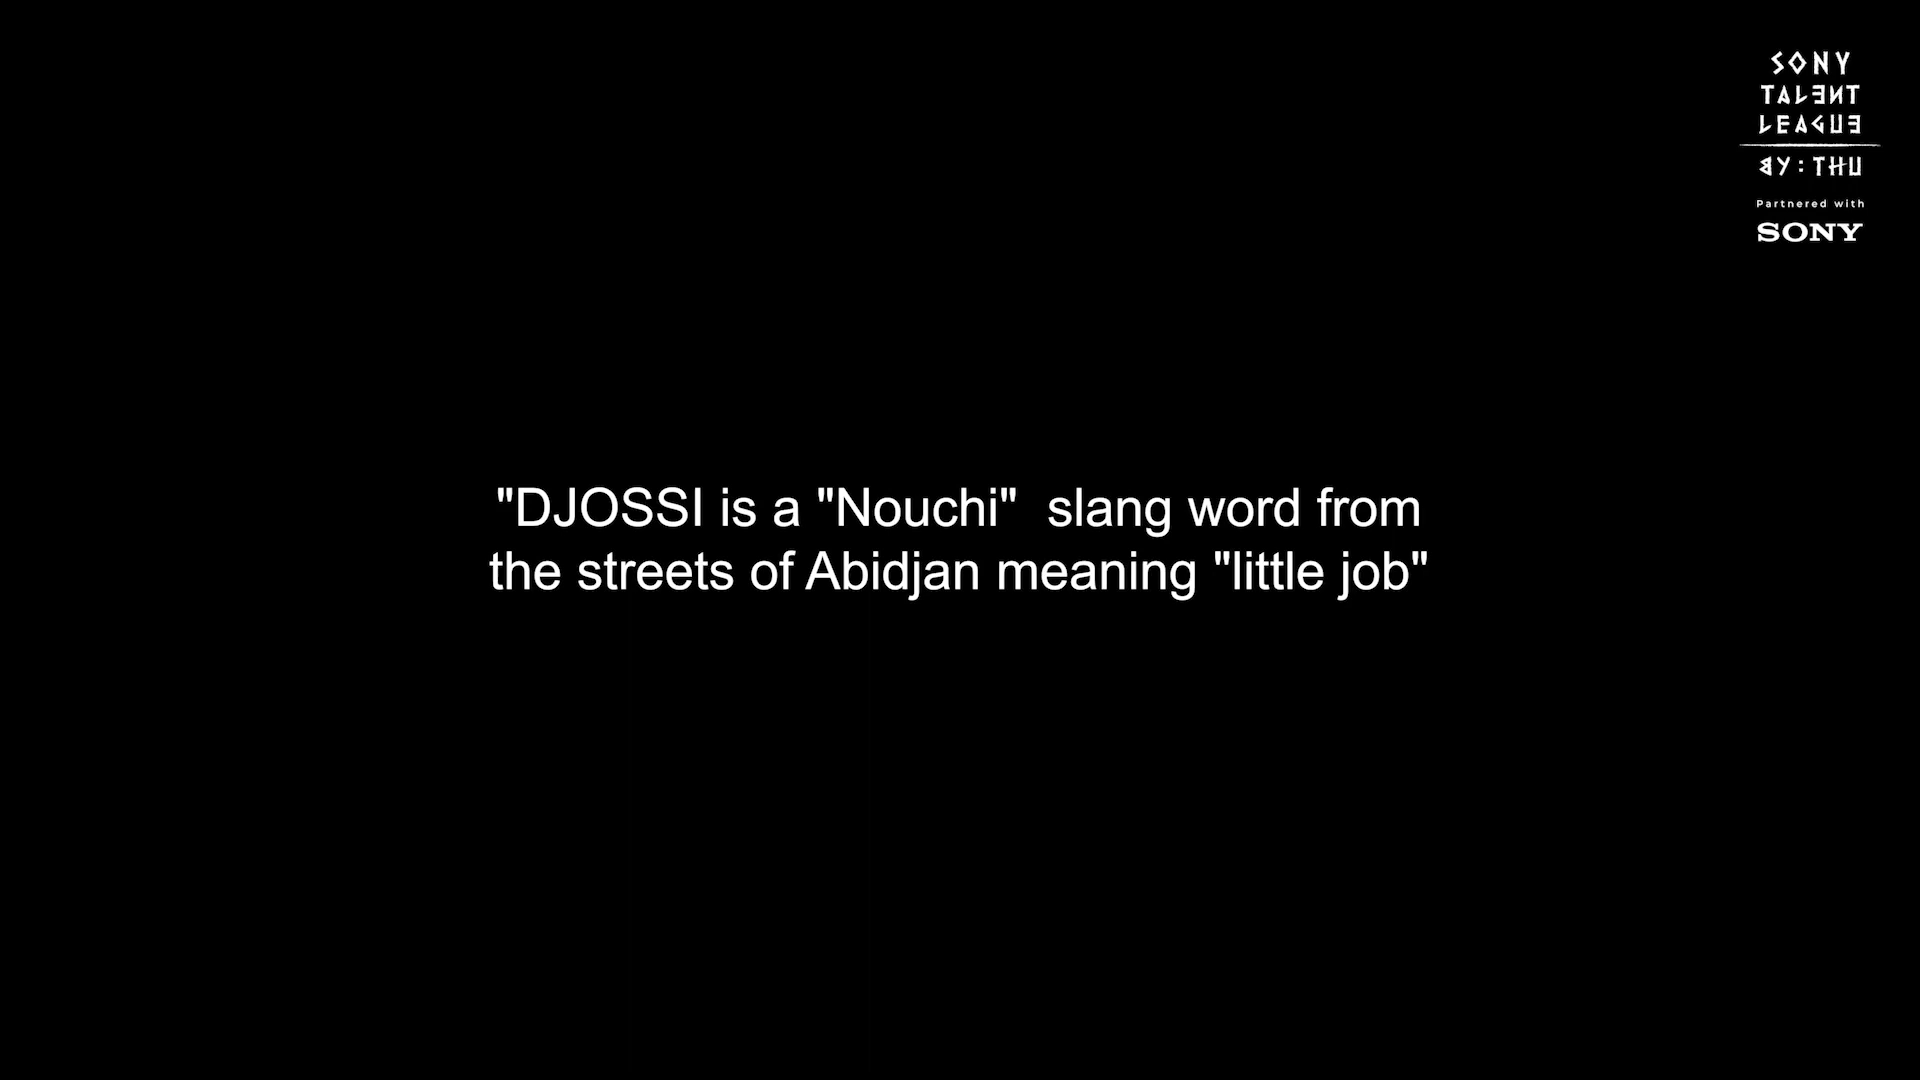 SONY
TALENT
LEAGUE
BY: THU
Partnered with
SONY
"DJOSSI is a "Nouchi"  slang word from
the streets of Abidjan meaning "little job"